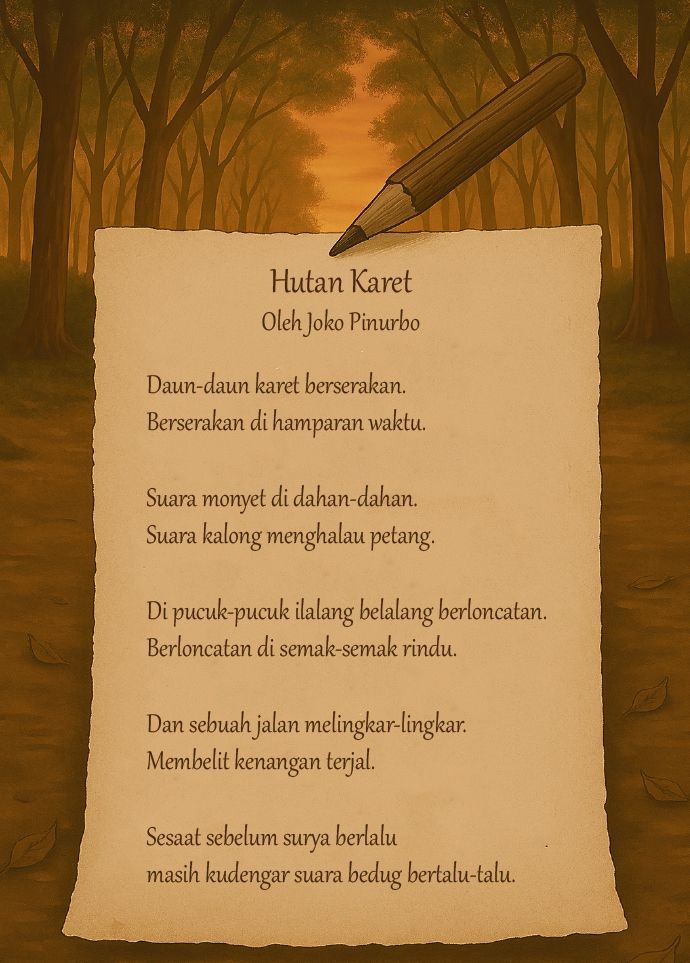 Hutan Karet
Oleh Joko Pinurbo
Daun-daun karet berserakan.
Berserakan di hamparan waktu.
Suara monyet di dahan-dahan.
Suara kalong menghalau petang.
Di pucuk-pucuk ilalang belalang berloncatan.
Berloncatan di semak-semak rindu.
Dan sebuah jalan melingkar-lingkar.
Membelit kenangan terjal.
Sesaat sebelum surya berlalu
masih kudengar suara bedug bertalu-talu.